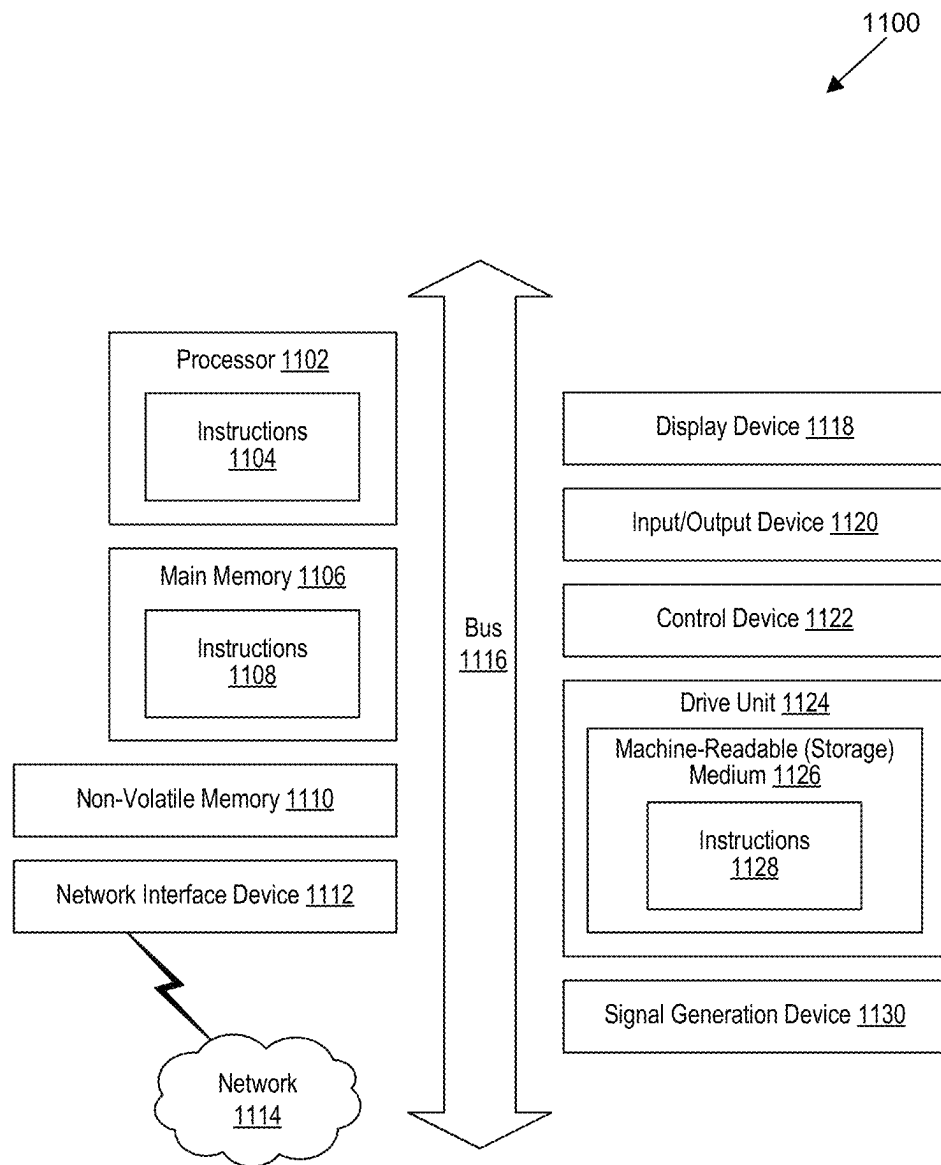 1100
Processor 1102
Instructions
1104
Main Memory 1106
Instructions
1108
Non-Volatile Memory 1110
Network Interface Device 1112
Network
1114
Bus
1116
Display Device 1118
Input/Output Device 1120
Control Device 1122
Drive Unit 1124
Machine-Readable (Storage)
Medium 1126
Instructions
1128
Signal Generation Device 1130